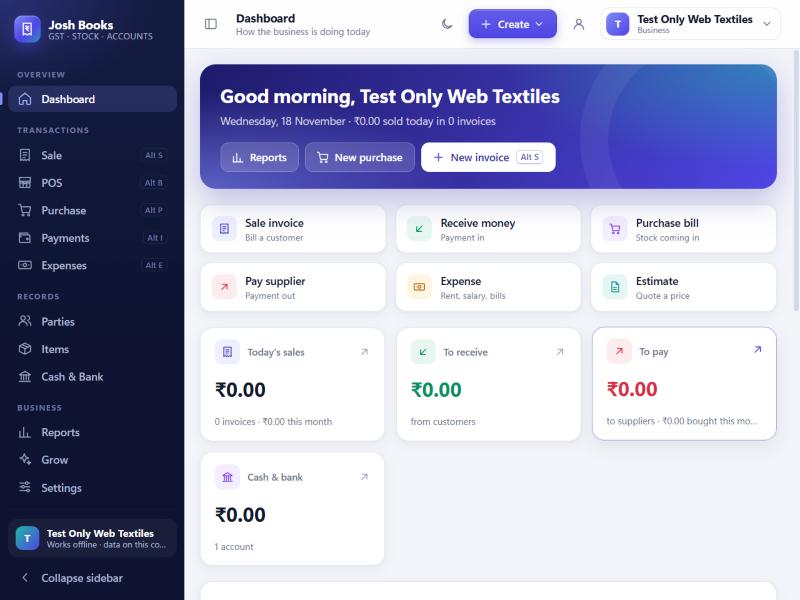 Josh Books
GST · STOCK · ACCOUNTS
OVERVIEW
Dashboard
TRANSACTIONS
Sale Alt S
POS Alt B
Purchase Alt P
Payments Alt I
Expenses Alt E
RECORDS
Parties
Items
Cash & Bank
BUSINESS
Reports
Grow
Settings
T Test Only Web Textiles
Works offline · data on this co...
Collapse sidebar
Dashboard
How the business is doing today
Create
T Test Only Web Textiles
Business
Good morning, Test Only Web Textiles
Wednesday, 18 November · ₹0.00 sold today in 0 invoices
Reports New purchase New invoice Alt S
Sale invoice
Bill a customer
Receive money
Payment in
Purchase bill
Stock coming in
Pay supplier
Payment out
Expense
Rent, salary, bills
Estimate
Quote a price
Today's sales
₹0.00
0 invoices · ₹0.00 this month
To receive
₹0.00
from customers
To pay
₹0.00
to suppliers · ₹0.00 bought this mo...
Cash & bank
₹0.00
1 account